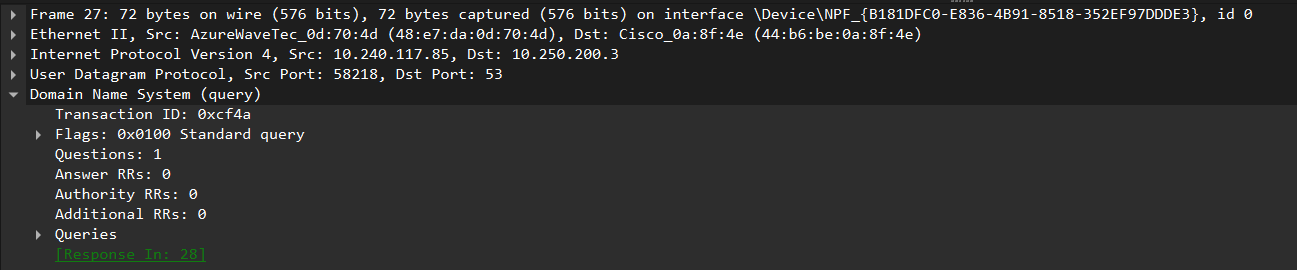 Frame 27: 72 bytes on wire (576 bits), 72 bytes captured (576 bits) on interface \Device\NPF_{B181DFC0-E836-4B91-8518-352EF97DDDE3}, id 0
Ethernet II, Src: AzureWaveTec_0d:70:4d (48:e7:da:0d:70:4d), Dst: Cisco_0a:8f:4e (44:b6:be:0a:8f:4e)
Internet Protocol Version 4, Src: 10.240.117.85, Dst: 10.250.200.3
User Datagram Protocol, Src Port: 58218, Dst Port: 53
Domain Name System (query)
Transaction ID: 0xcf4a
Flags: 0x0100 Standard query
Questions: 1
Answer RRs: 0
Authority RRs: 0
Additional RRs: 0
Queries
[Response In: 28]